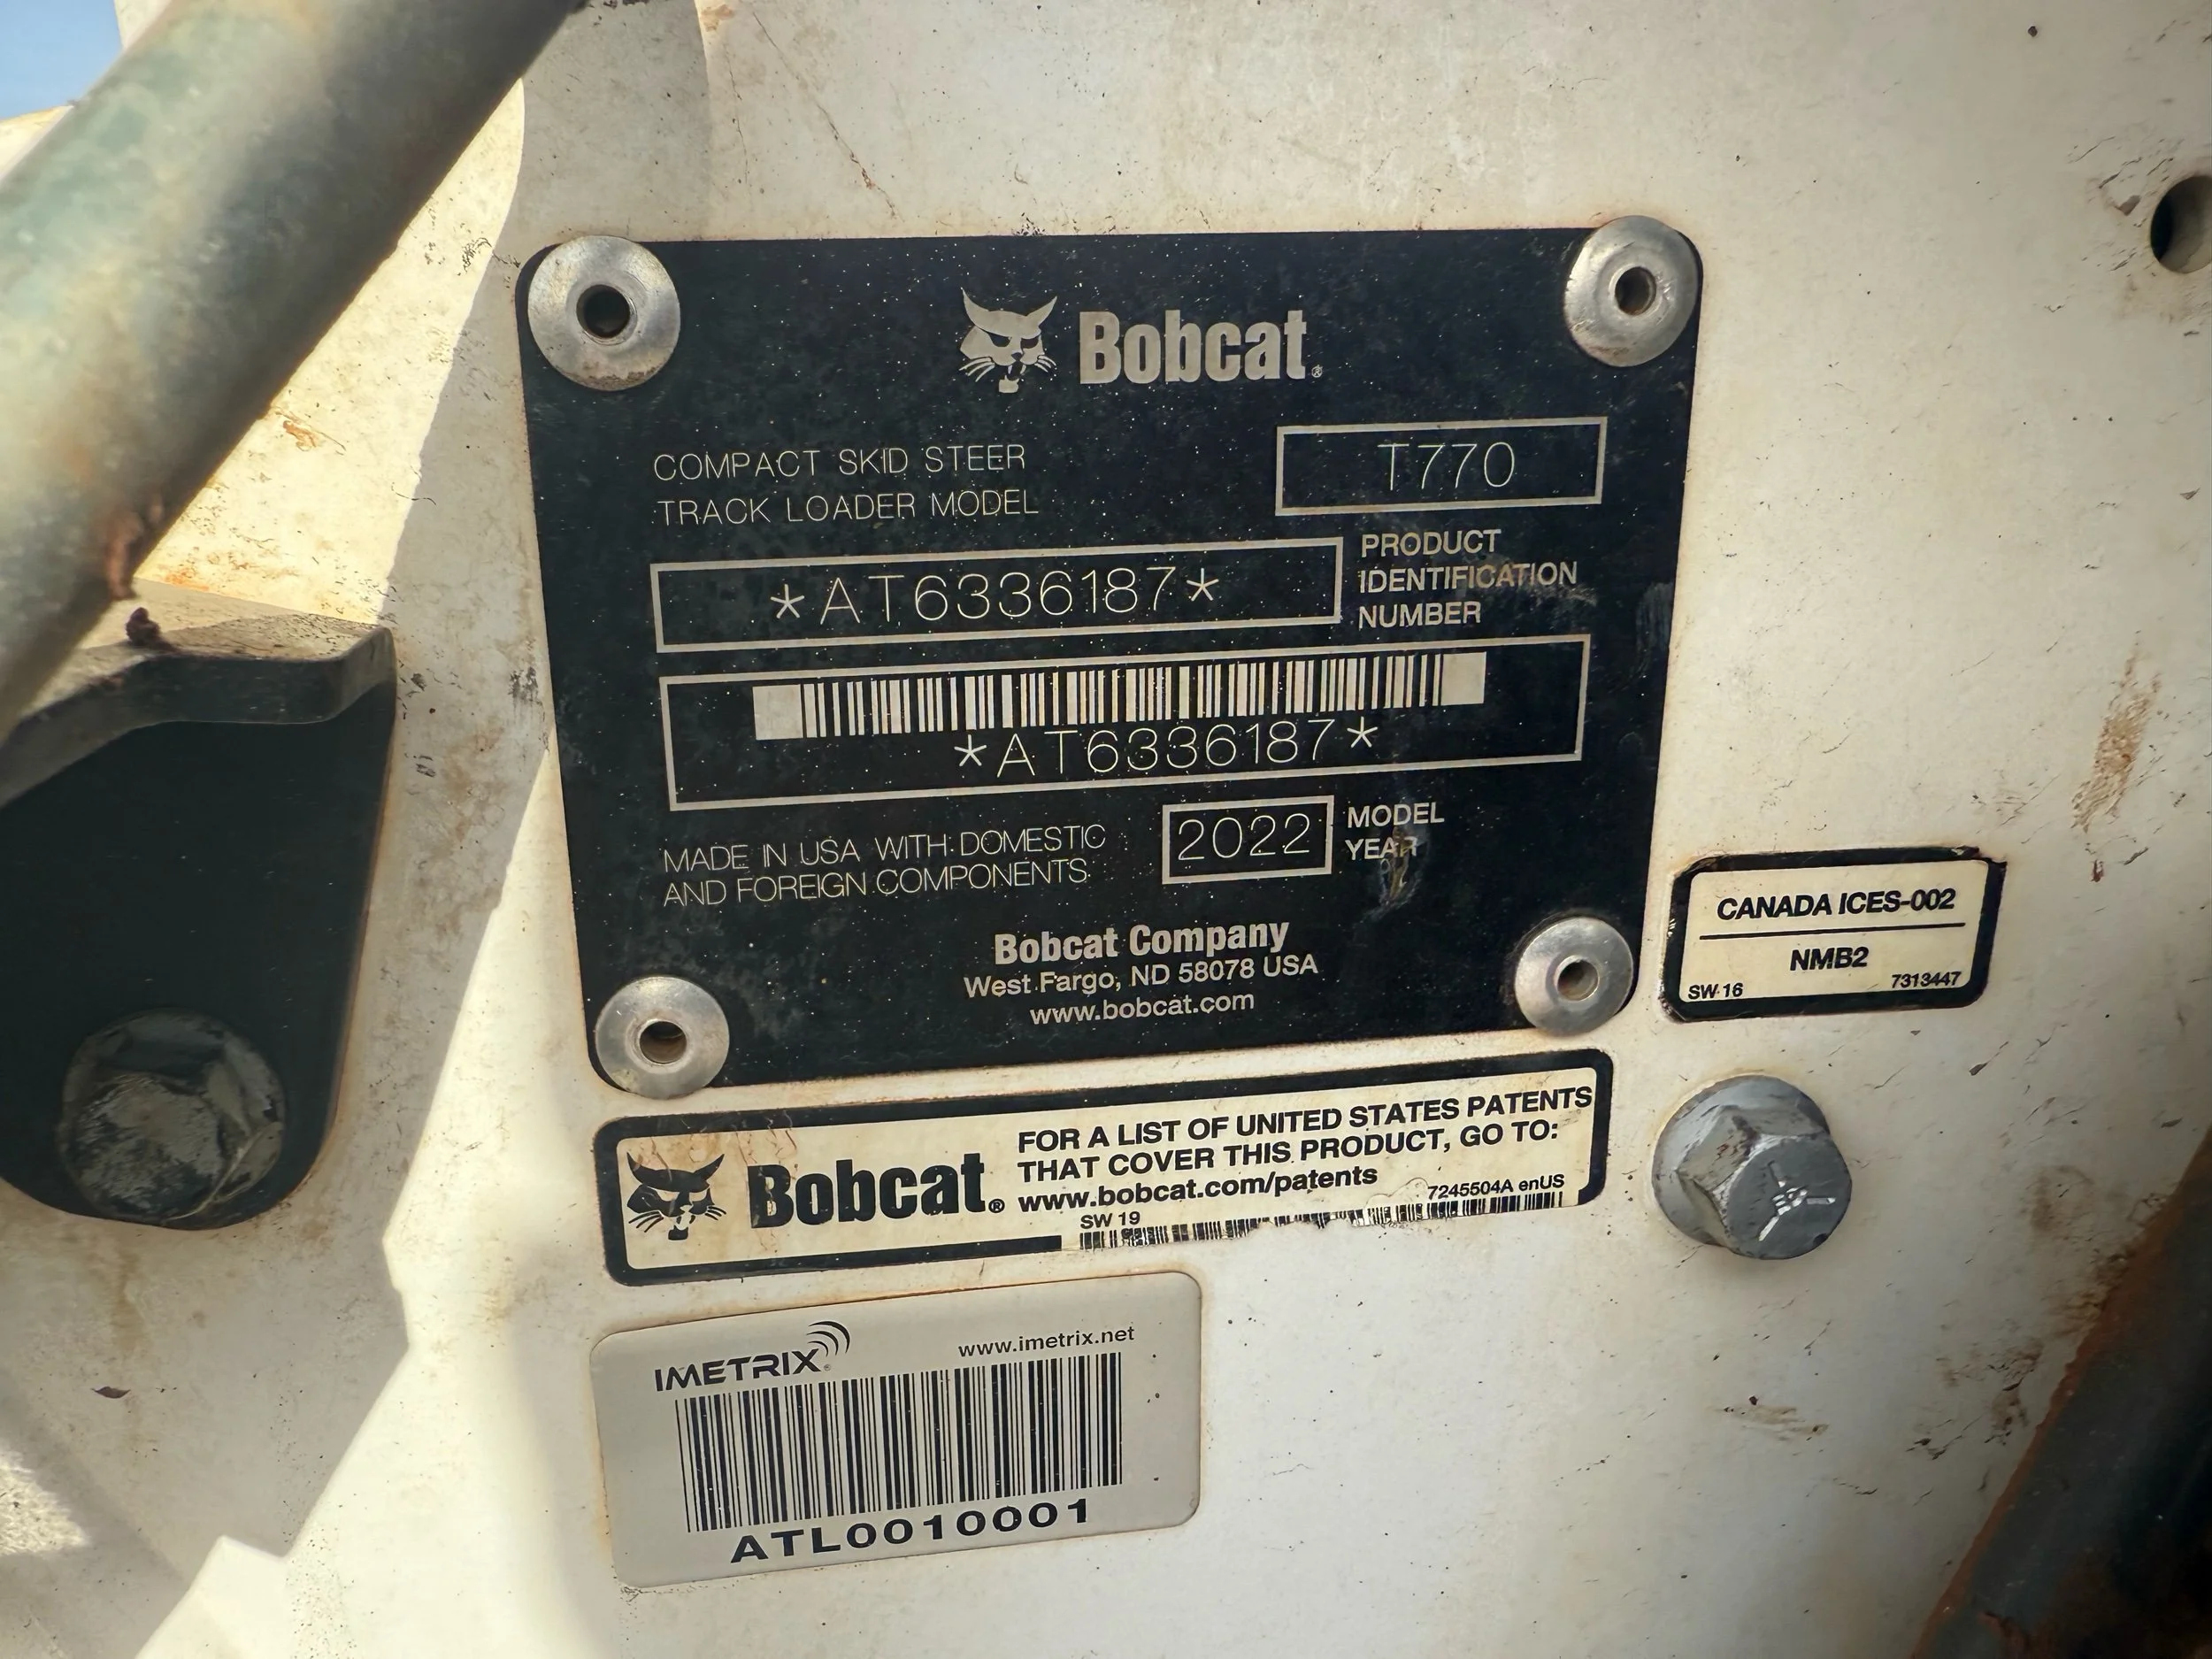 Bobcat®
COMPACT SKID STEER
TRACK LOADER MODEL
T770
*AT6336187*
PRODUCT
IDENTIFICATION
NUMBER
*AT6336187*
MADE IN USA WITH DOMESTIC
AND FOREIGN COMPONENTS
2022
MODEL
YEAR
Bobcat Company
West Fargo, ND 58078 USA
www.bobcat.com
CANADA ICES-002
NMB2
SW 16 7313447
Bobcat®
FOR A LIST OF UNITED STATES PATENTS
THAT COVER THIS PRODUCT, GO TO:
www.bobcat.com/patents
7245504A enUS
SW 19
IMETRIX®
www.imetrix.net
ATL0010001